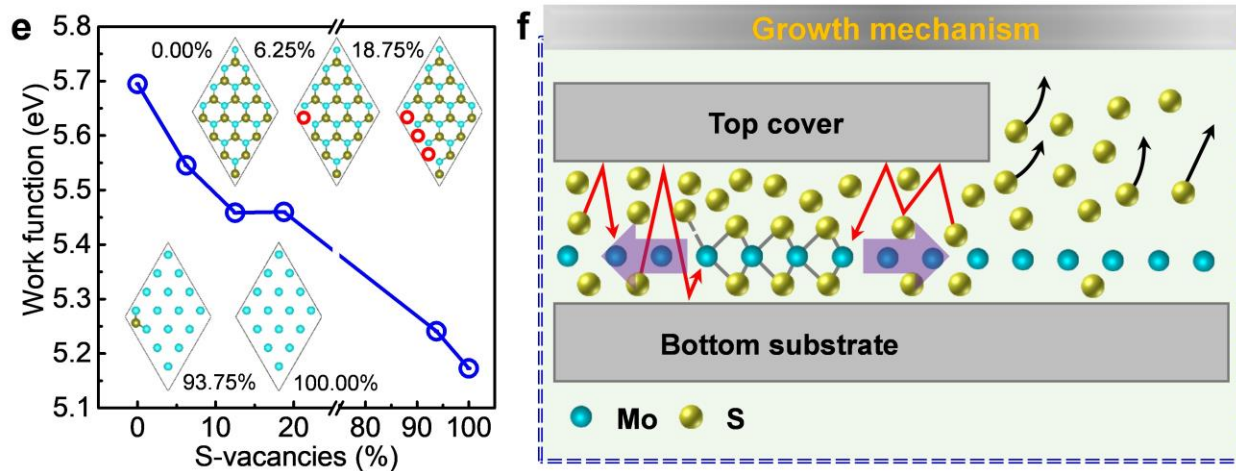 e
5.8
5.7
5.6
5.5
5.4
5.3
5.2
5.1
Work function (eV)
0.00%
6.25%
18.75%
93.75%
100.00%
0
10
20
80
90
100
S-vacancies (%)
f
Growth mechanism
Top cover
Bottom substrate
Mo
S